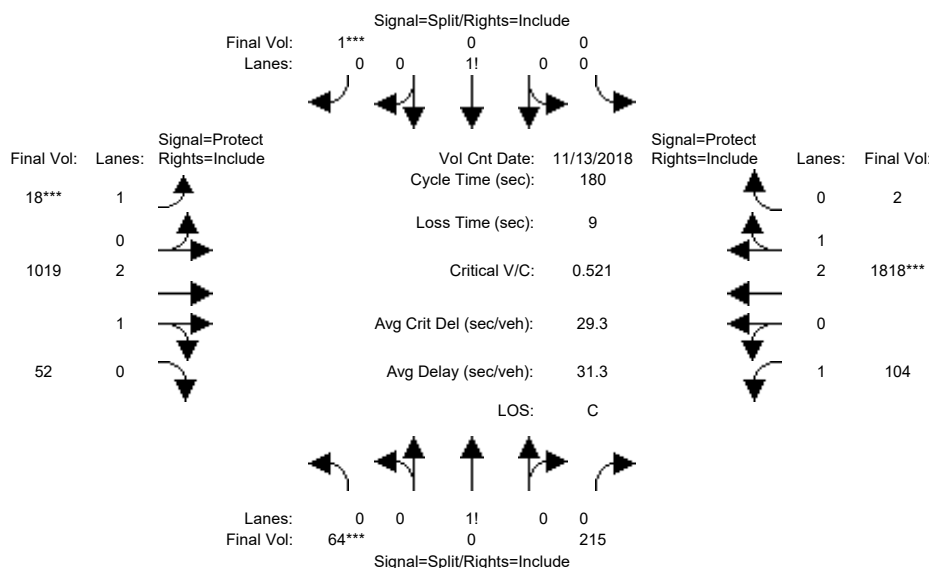 Signal=Split/Rights=Include
Final Vol: 1*** 0 0
Lanes: 0 0 1! 0 0
Signal=Protect Signal=Protect
Final Vol: Lanes: Rights=Include Vol Cnt Date: 11/13/2018 Rights=Include Lanes: Final Vol:
Cycle Time (sec): 180
18*** 1 0 2
Loss Time (sec): 9
0 1
1019 2 Critical V/C: 0.521 2 1818***
1 Avg Crit Del (sec/veh): 29.3 0
52 0 Avg Delay (sec/veh): 31.3 1 104
LOS: C
Lanes: 0 0 1! 0 0
Final Vol: 64*** 0 215
Signal=Split/Rights=Include